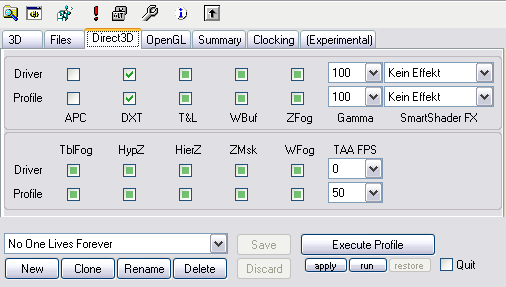 3D Files Direct3D OpenGL Summary Clocking (Experimental)
Driver 100 Kein Effekt
Profile 100 Kein Effekt
APC DXT T&L WBuf ZFog Gamma SmartShader FX
TblFog HypZ HierZ ZMsk WFog TAA FPS
Driver 0
Profile 50
No One Lives Forever Save Execute Profile
New Clone Rename Delete Discard apply run restore Quit